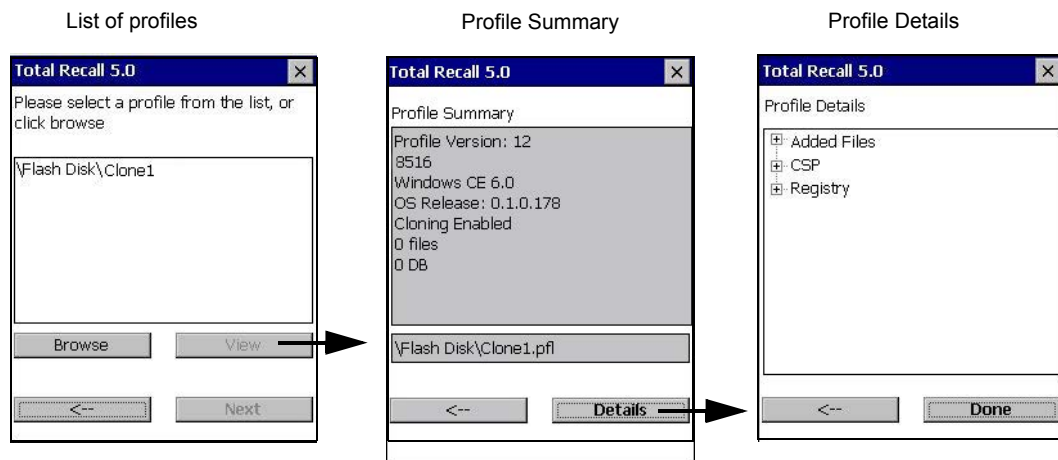 List of profiles
Total Recall 5.0
Please select a profile from the list, or
click browse
\Flash Disk\Clone1
Browse
View
<--
Next
Profile Summary
Total Recall 5.0
Profile Summary
Profile Version: 12
8516
Windows CE 6.0
OS Release: 0.1.0.178
Cloning Enabled
0 files
0 DB
\Flash Disk\Clone1.pfl
<--
Details
Profile Details
Total Recall 5.0
Profile Details
Added Files
CSP
Registry
<--
Done